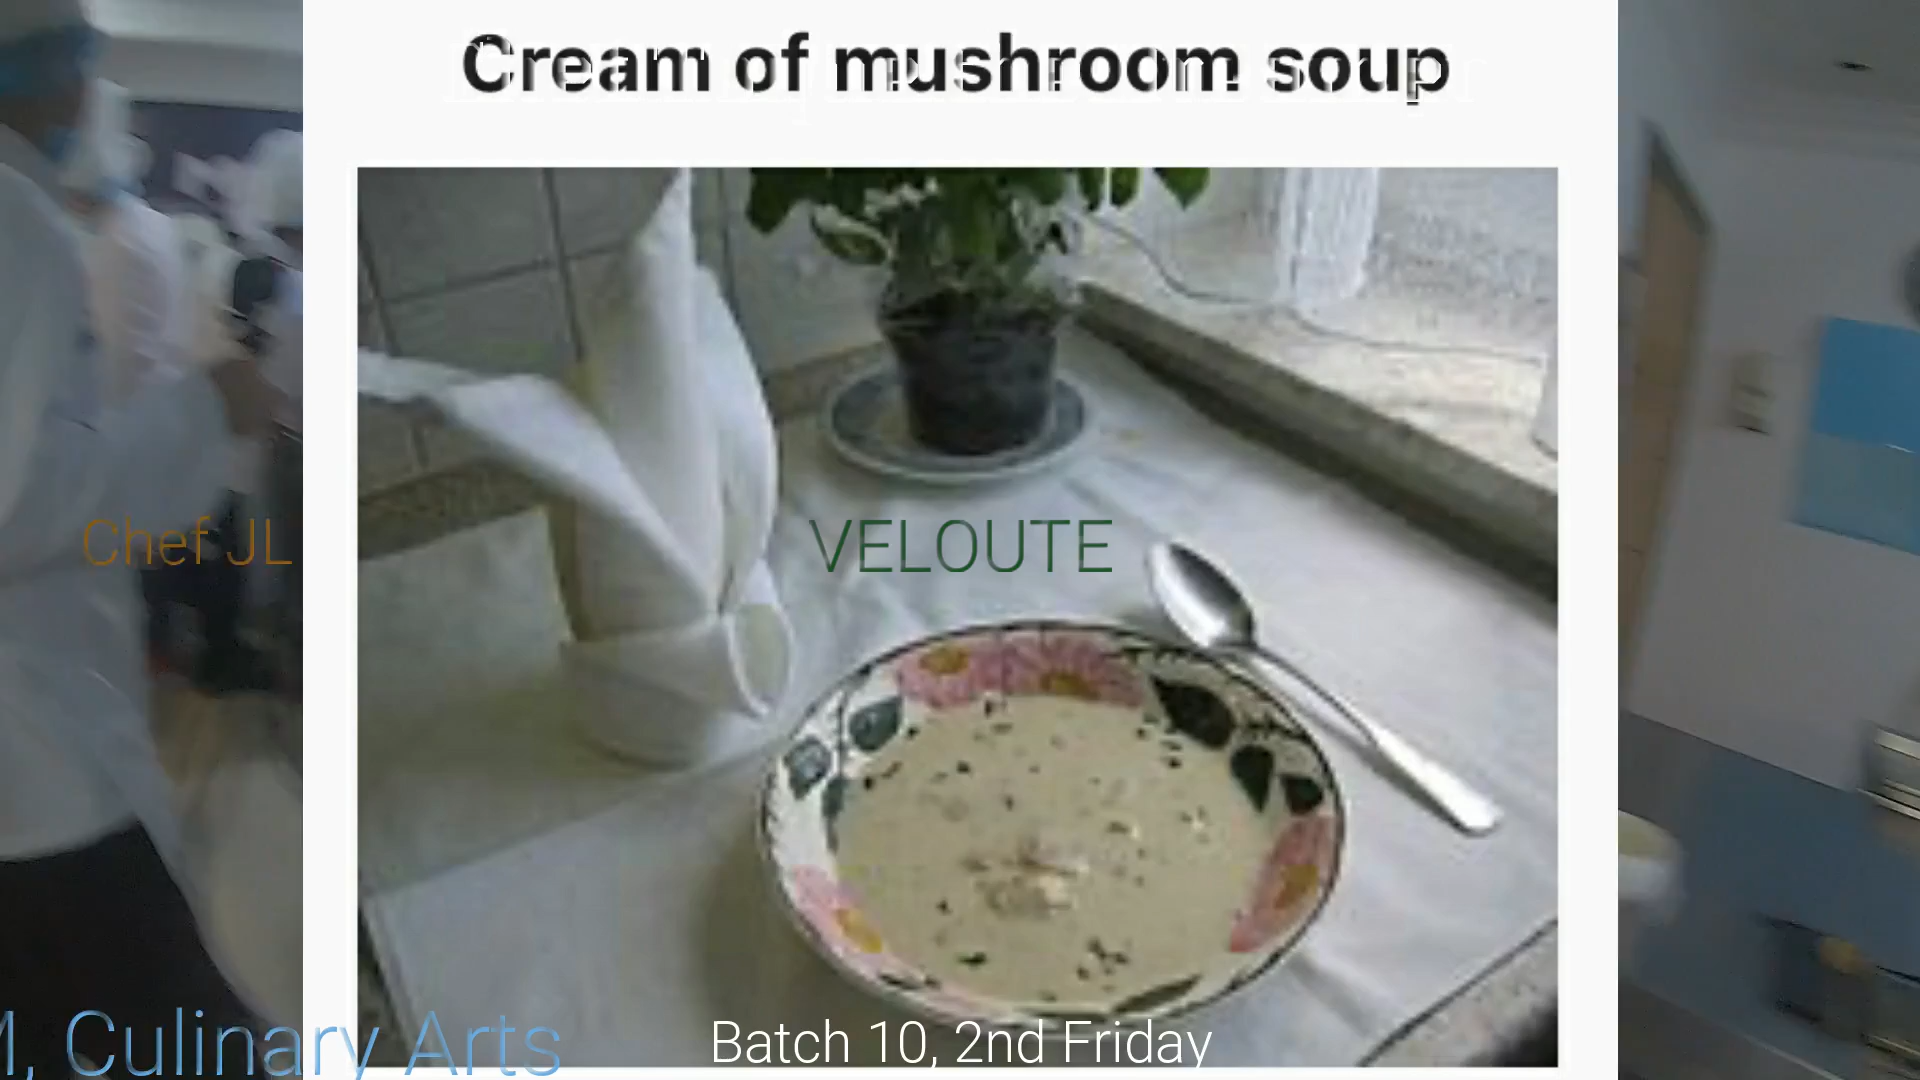 Cream of mushroom soup
Chef JL
VELOUTE
, Culinary Arts
Batch 10, 2nd Friday